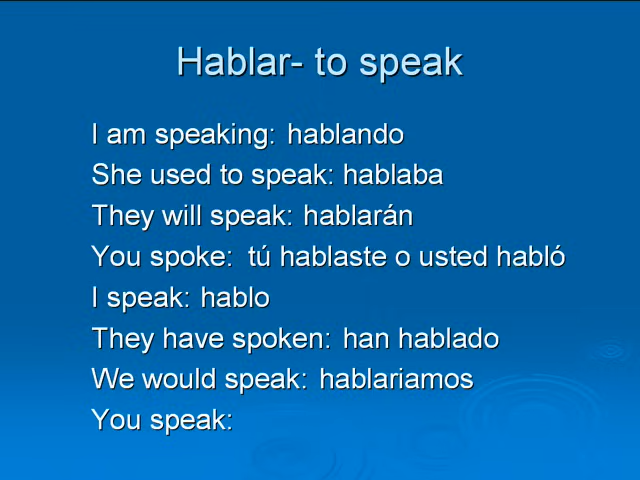 Hablar- to speak
I am speaking: hablando
She used to speak: hablaba
They will speak: hablarán
You spoke: tú hablaste o usted habló
I speak: hablo
They have spoken: han hablado
We would speak: hablariamos
You speak: